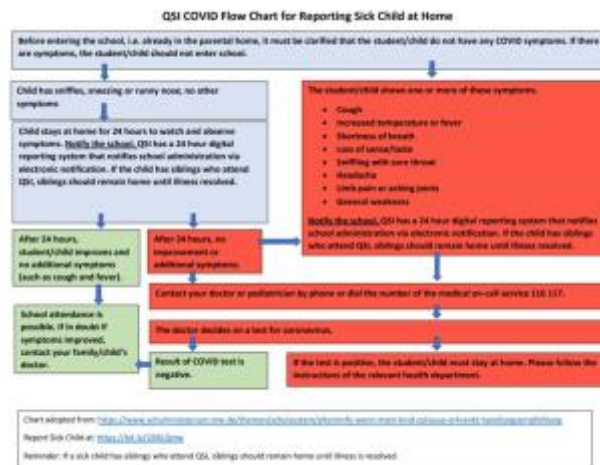 QSI COVID Flow Chart for Reporting Sick Child at Home
Before entering the school, i.e. already in the parental home, it must be clarified that the student/child do not have any COVID symptoms. If there
are symptoms, the student/child should not enter school.
Child has sniffles, sneezing or runny nose, no other
symptoms
Child stays at home for 24 hours to watch and observe
symptoms. Notify the school. QSI has a 24 hour digital
reporting system that notifies school administration via
electronic notification. If the child has siblings who attend
QSI, siblings should remain home until illness resolved.
The student/child shows one or more of these symptoms.
• Cough
• Increased temperature or fever
• Shortness of breath
• Loss of sense/taste
• Sniffling with sore throat
• Headache
• Limb pain or aching joints
• General weakness
Notify the school. QSI has a 24 hour digital reporting system that notifies
school administration via electronic notification. If the child has siblings
who attend QSI, siblings should remain home until illness resolved.
After 24 hours,
student/child improves and
no additional symptoms
(such as cough and fever).
After 24 hours, no
improvement or
additional symptoms.
Contact your doctor or pediatrician by phone or dial the number of the medical on-call service 116 117.
School attendance is
possible. If in doubt if
symptoms improved,
contact your family/child's
doctor.
The doctor decides on a test for coronavirus.
Result of COVID test is
negative.
If the test is positive, the student/child must stay at home. Please follow the
instructions of the relevant health department.
Chart adopted from:
Report Sick Child at:
Reminder: If a sick child has siblings who attend QSI, siblings should remain home until illness is resolved.